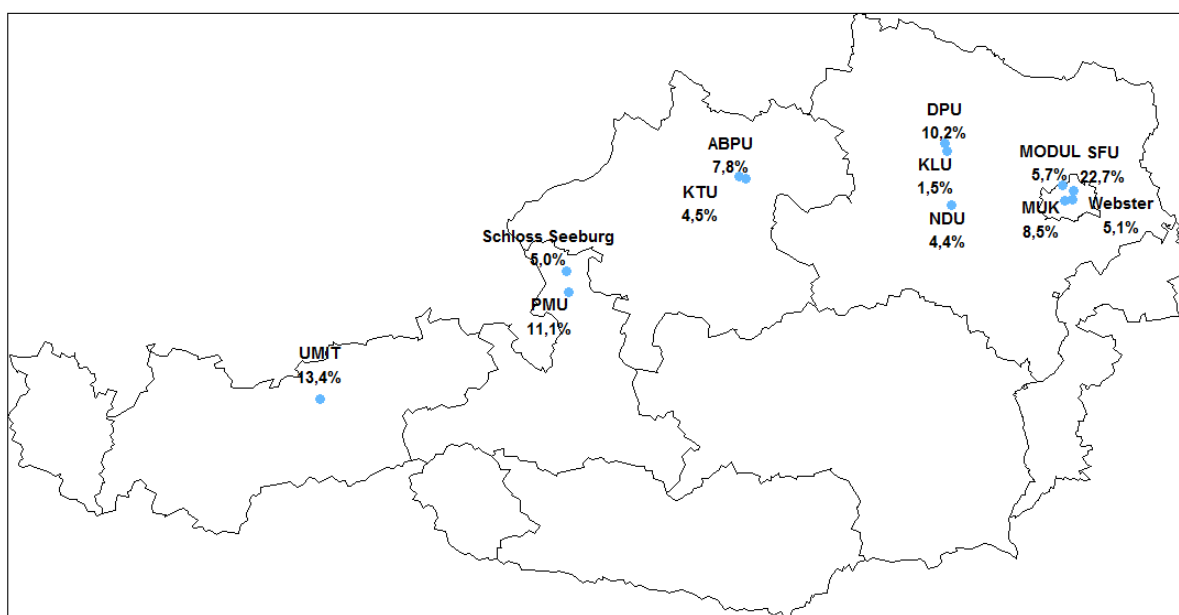 DPU
10,2%
ABPU
7,8%
MODUL
5,7%
SFU
22,7%
KLU
1,5%
KTU
4,5%
MUK
8,5%
Webster
5,1%
NDU
4,4%
Schloss Seeburg
5,0%
PMU
11,1%
UMIT
13,4%